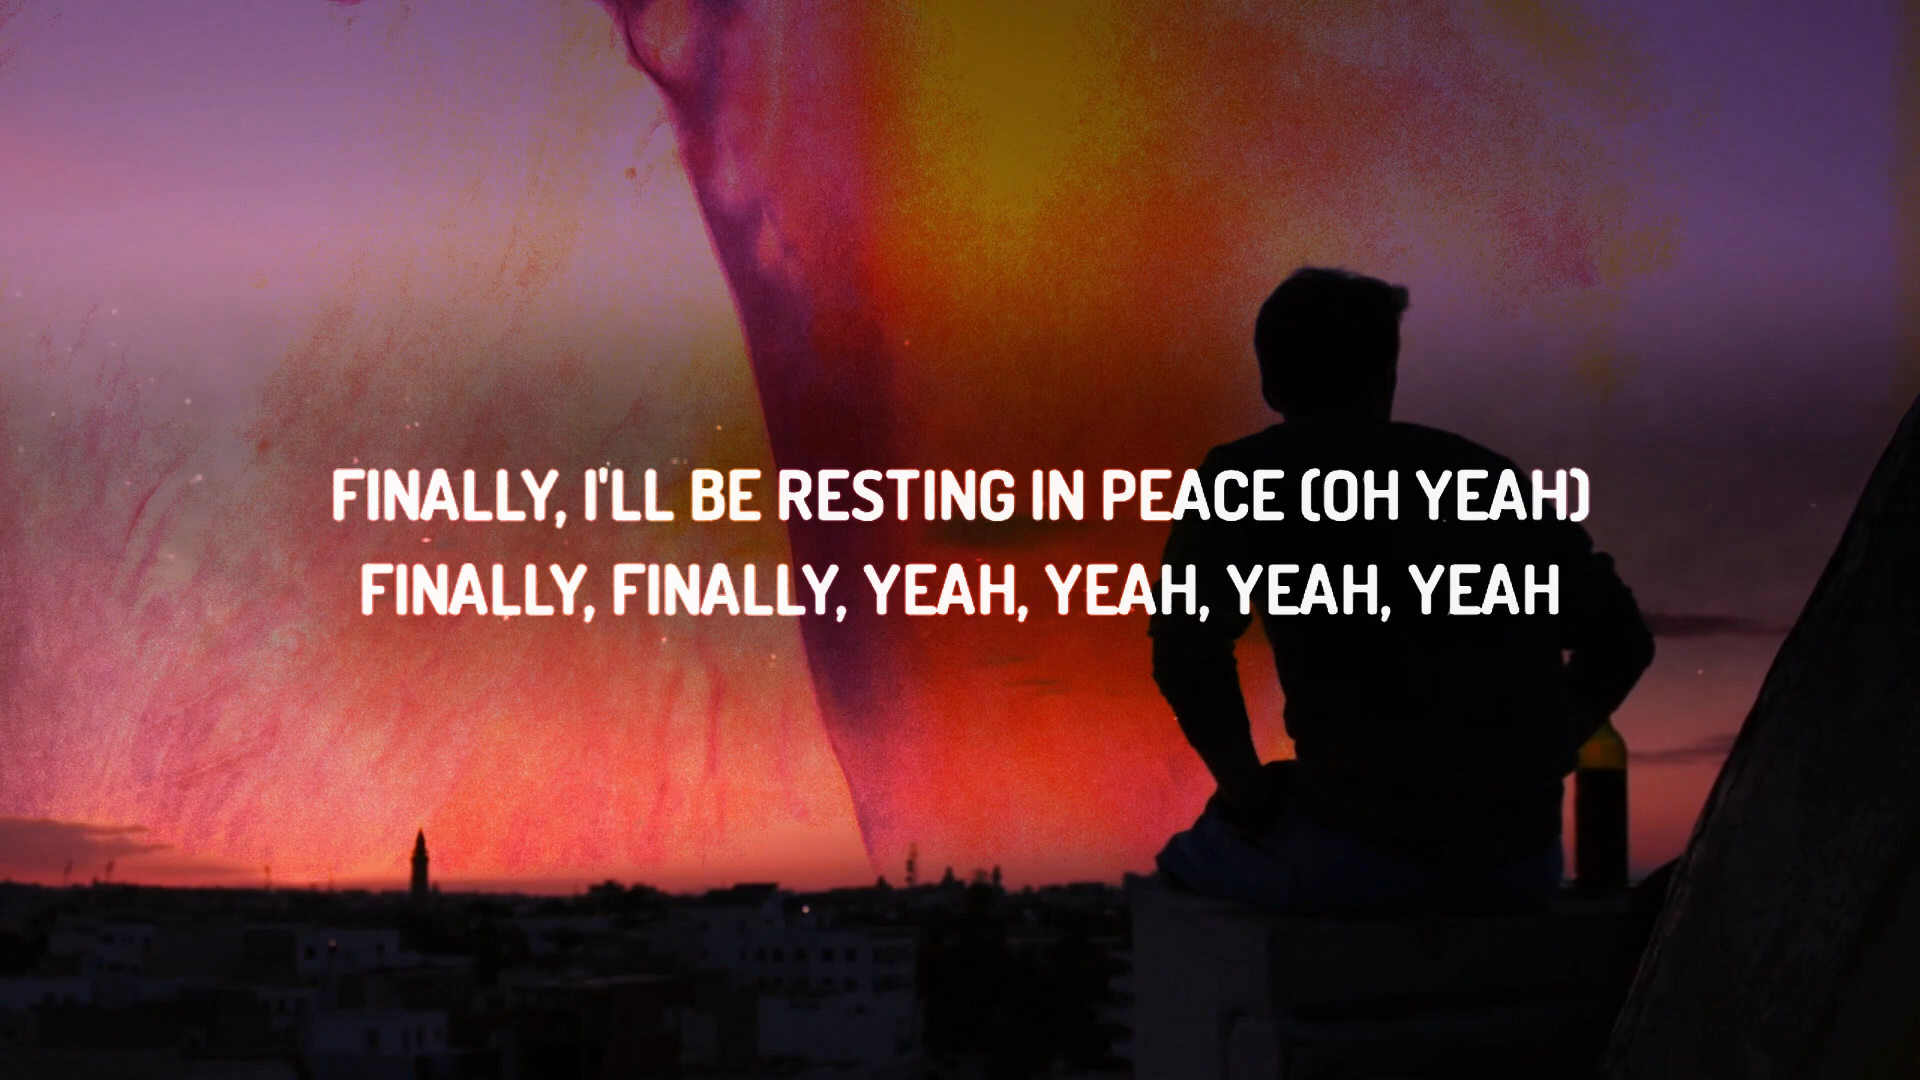 FINALLY, I'LL BE RESTING IN PEACE (OH YEAH)
FINALLY, FINALLY, YEAH, YEAH, YEAH, YEAH